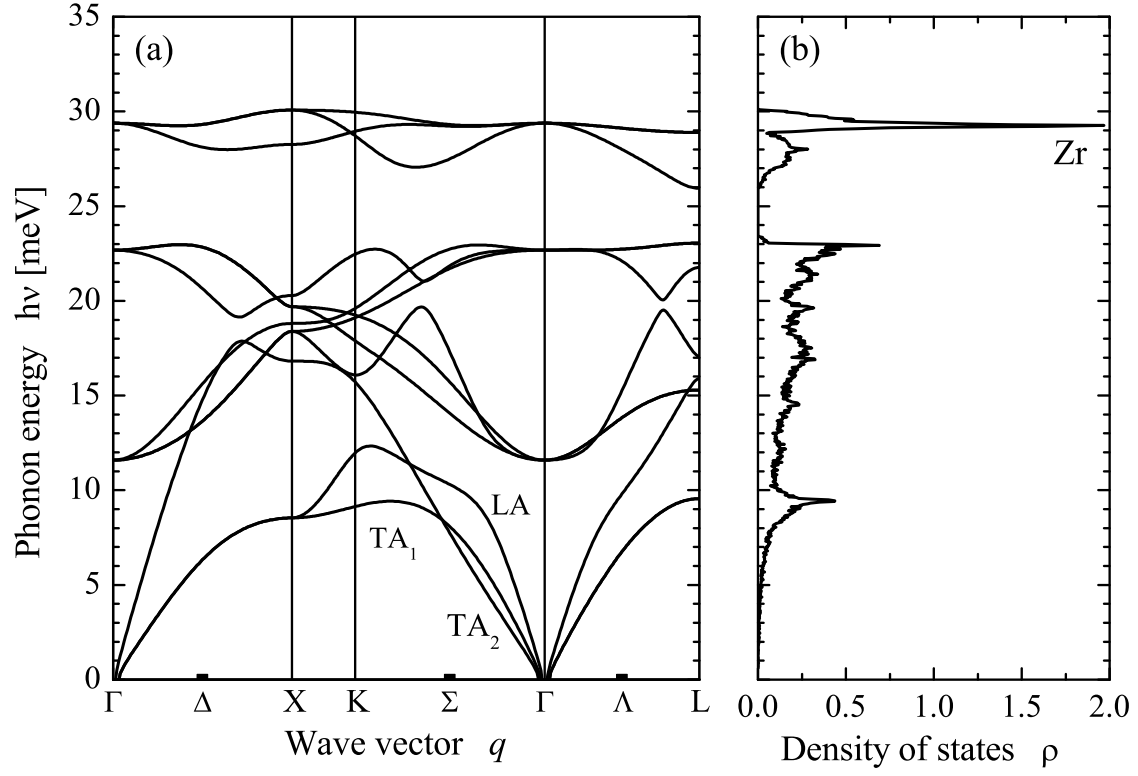 (a)
35
30
25
20
15
10
5
0
Phonon energy hν [meV]
LA
TA₁
TA₂
Γ Δ X K Σ Γ Λ L
Wave vector q
(b)
Zr
0.0 0.5 1.0 1.5 2.0
Density of states ρ